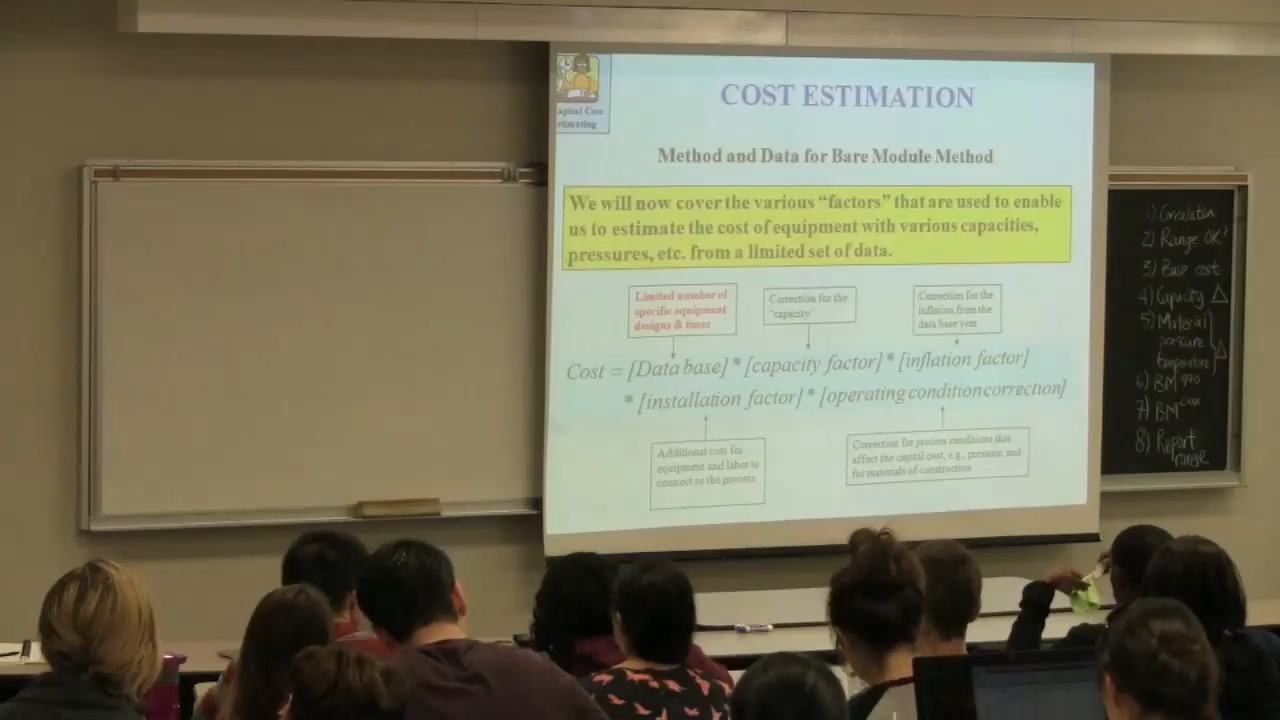 COST ESTIMATION
apital Cost
stimating
Method and Data for Bare Module Method
We will now cover the various “factors” that are used to enable
us to estimate the cost of equipment with various capacities,
pressures, etc. from a limited set of data.
Limited number of
specific equipment
designs & times
Correction for the
“capacity”
Correction for the
inflation from the
data base year
Cost = [Data base] * [capacity factor] * [inflation factor]
* [installation factor] * [operating condition correction]
Additional cots for
equipment and labor to
connect to the process
Correction for process conditions that
affect the capital cost, e.g., pressure, and
for materials of construction
1) Correlation
2) Range OK?
3) Base cost
4) Capacity △
5) Material
pressure
temperature
△
6) BM
7) BM
8) Report
range